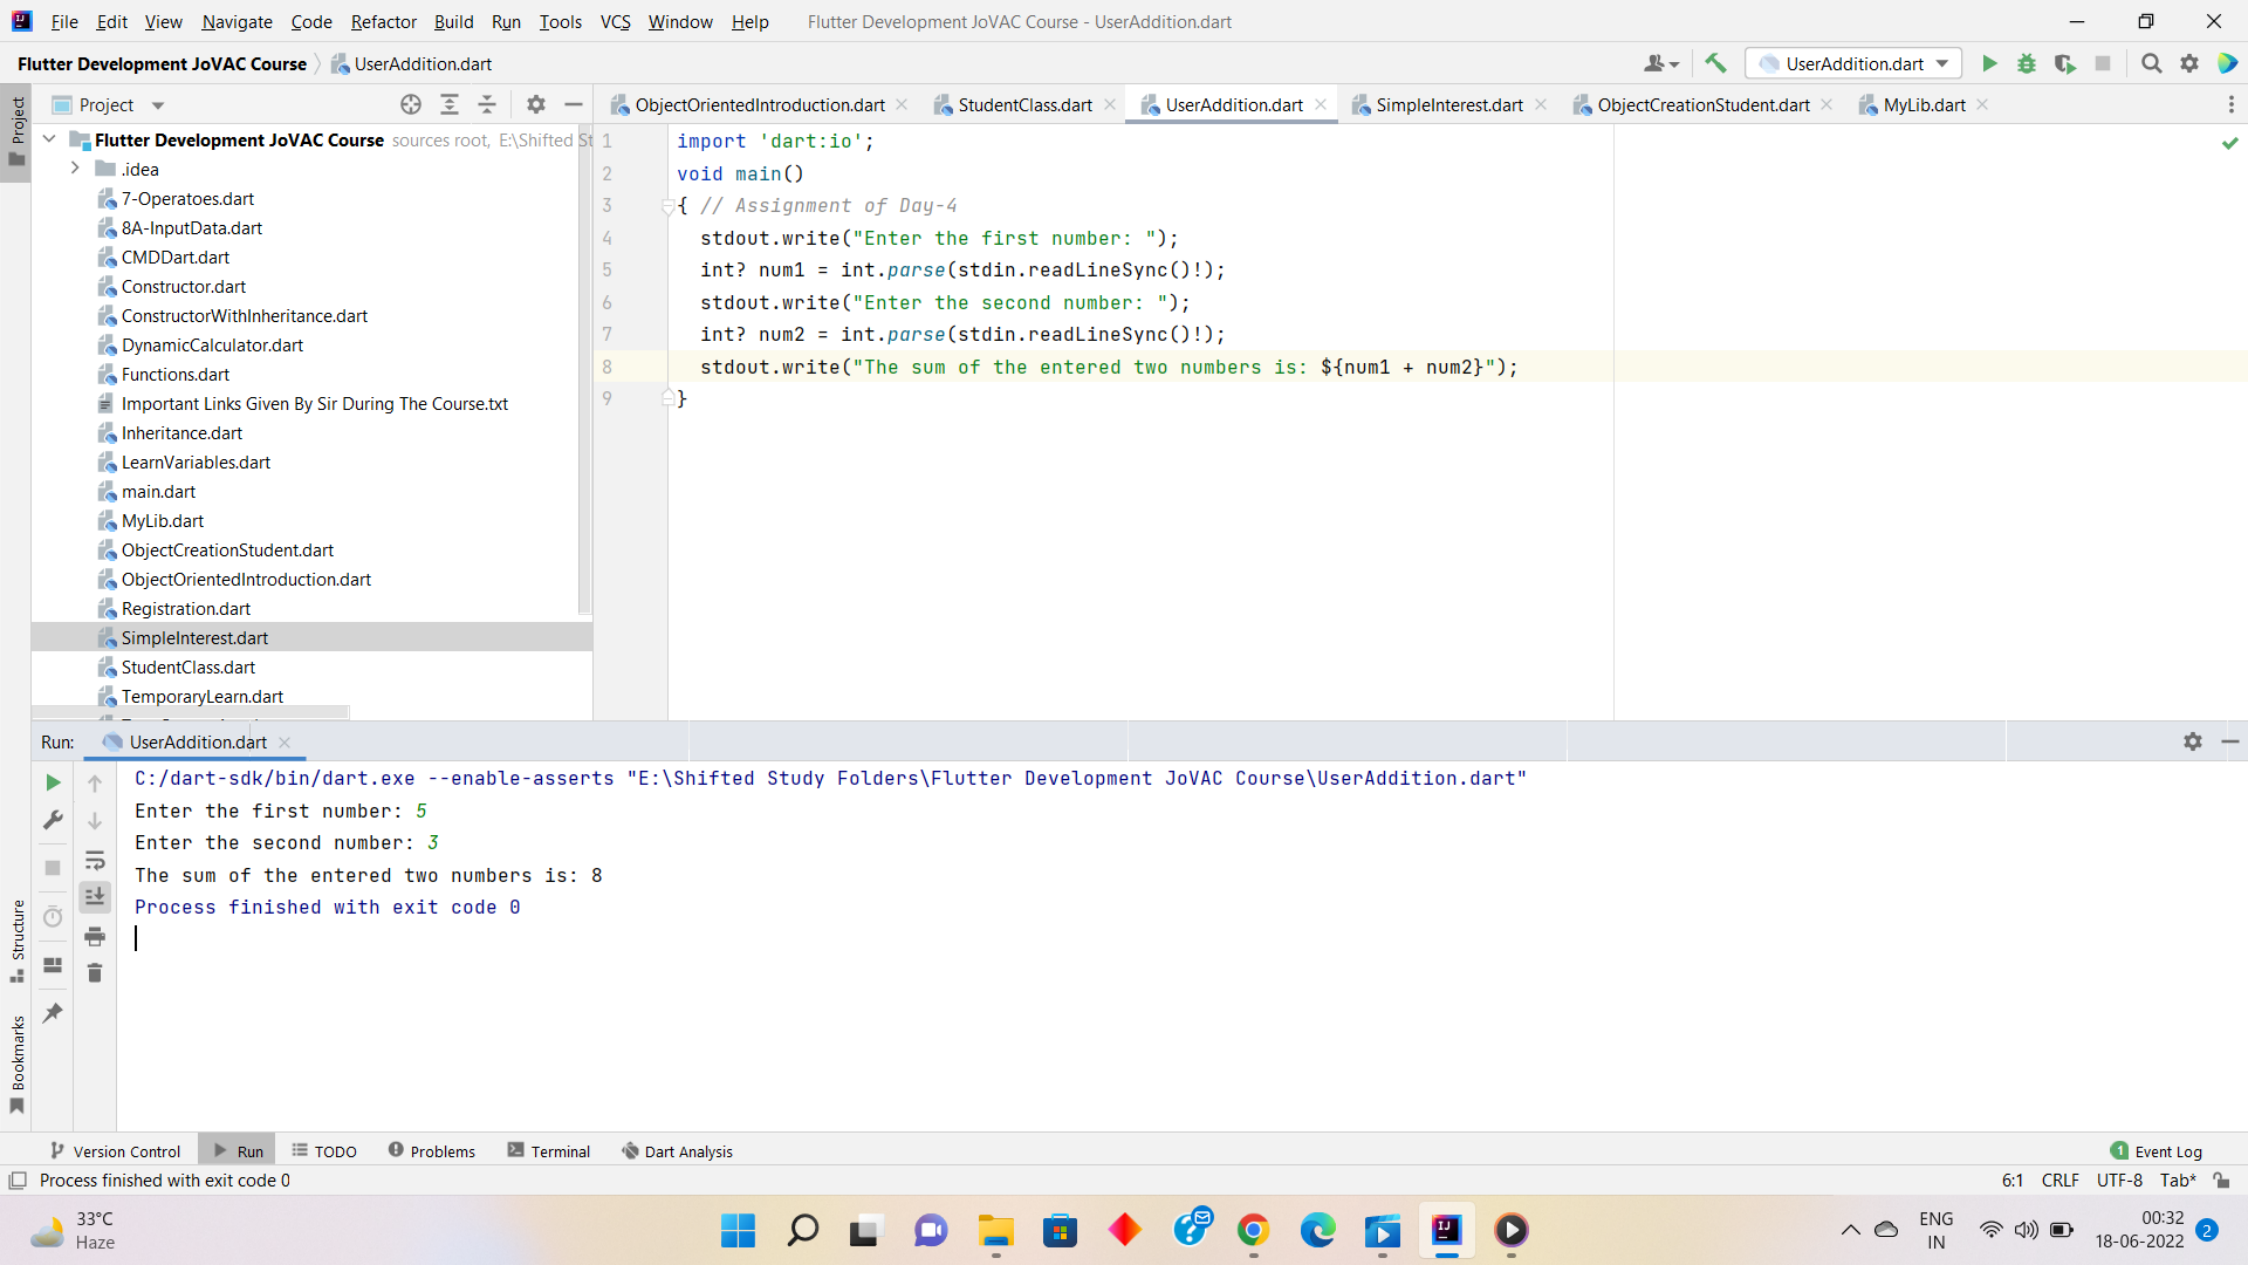 File Edit View Navigate Code Refactor Build Run Tools VCS Window Help Flutter Development JoVAC Course - UserAddition.dart
Flutter Development JoVAC Course UserAddition.dart UserAddition.dart
Project
Project
ObjectOrientedIntroduction.dart StudentClass.dart UserAddition.dart SimpleInterest.dart ObjectCreationStudent.dart MyLib.dart
Flutter Development JoVAC Course sources root, E:\Shifted St
.idea
7-Operatoes.dart
8A-InputData.dart
CMDDart.dart
Constructor.dart
ConstructorWithInheritance.dart
DynamicCalculator.dart
Functions.dart
Important Links Given By Sir During The Course.txt
Inheritance.dart
LearnVariables.dart
main.dart
MyLib.dart
ObjectCreationStudent.dart
ObjectOrientedIntroduction.dart
Registration.dart
SimpleInterest.dart
StudentClass.dart
TemporaryLearn.dart
1 import 'dart:io';
2 void main()
3 { // Assignment of Day-4
4 stdout.write("Enter the first number: ");
5 int? num1 = int.parse(stdin.readLineSync()!);
6 stdout.write("Enter the second number: ");
7 int? num2 = int.parse(stdin.readLineSync()!);
8 stdout.write("The sum of the entered two numbers is: ${num1 + num2}");
9 }
Run: UserAddition.dart
C:/dart-sdk/bin/dart.exe --enable-asserts "E:\Shifted Study Folders\Flutter Development JoVAC Course\UserAddition.dart"
Enter the first number: 5
Enter the second number: 3
The sum of the entered two numbers is: 8
Process finished with exit code 0
Structure
Bookmarks
Version Control Run TODO Problems Terminal Dart Analysis 1 Event Log
Process finished with exit code 0 6:1 CRLF UTF-8 Tab*
33°C
Haze
IJ
ENG
IN
00:32
18-06-2022
2